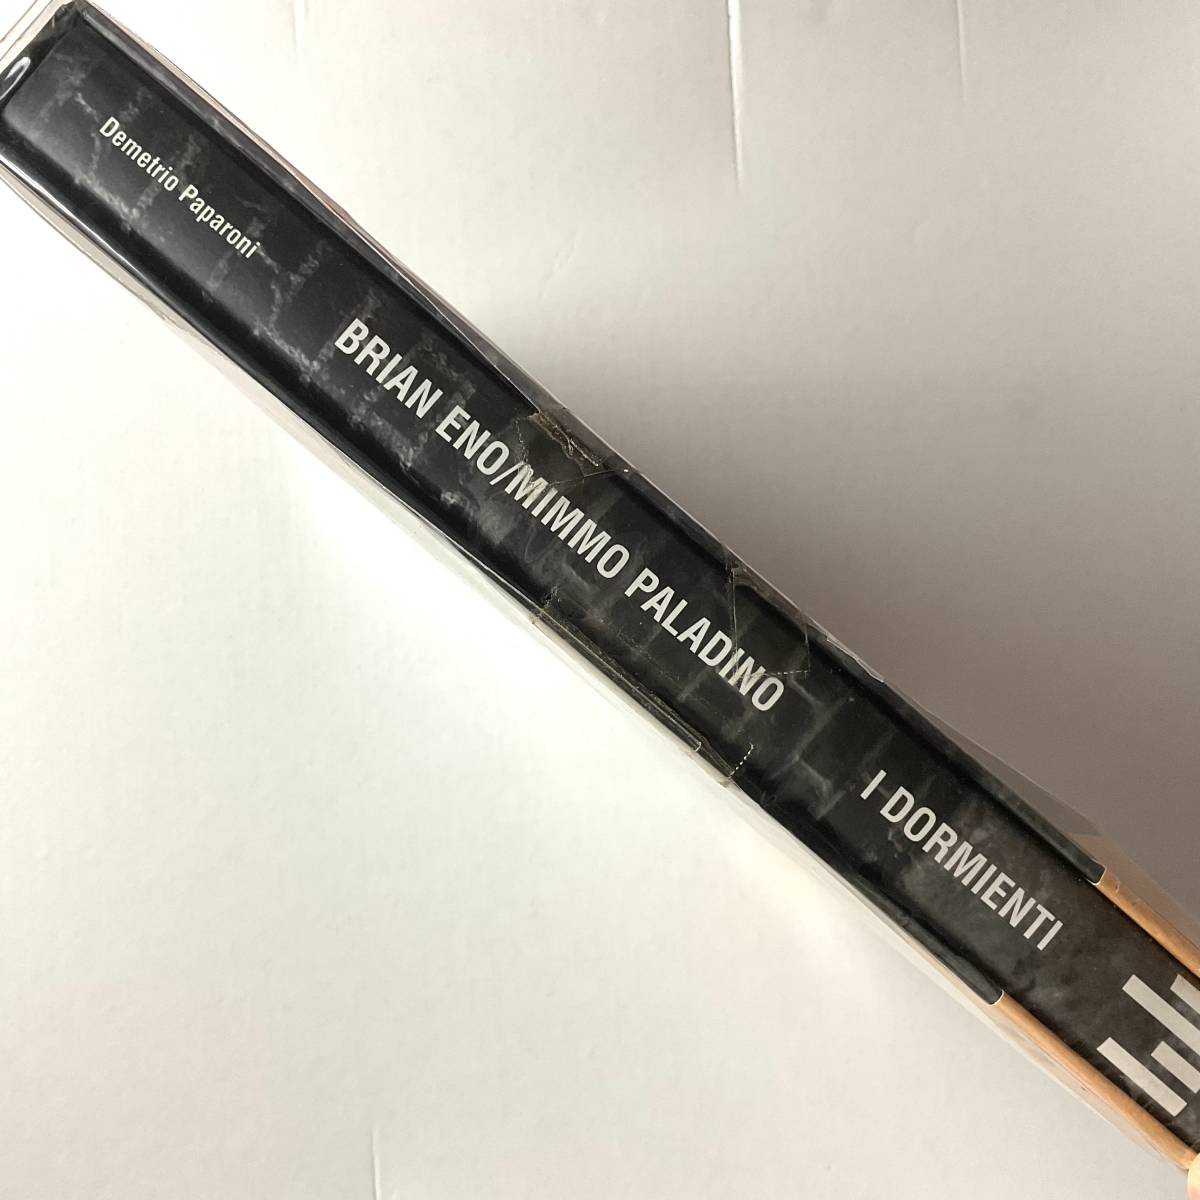 Demetrio Paparoni
BRIAN ENO/MIMMO PALADINO
I DORMIENTI